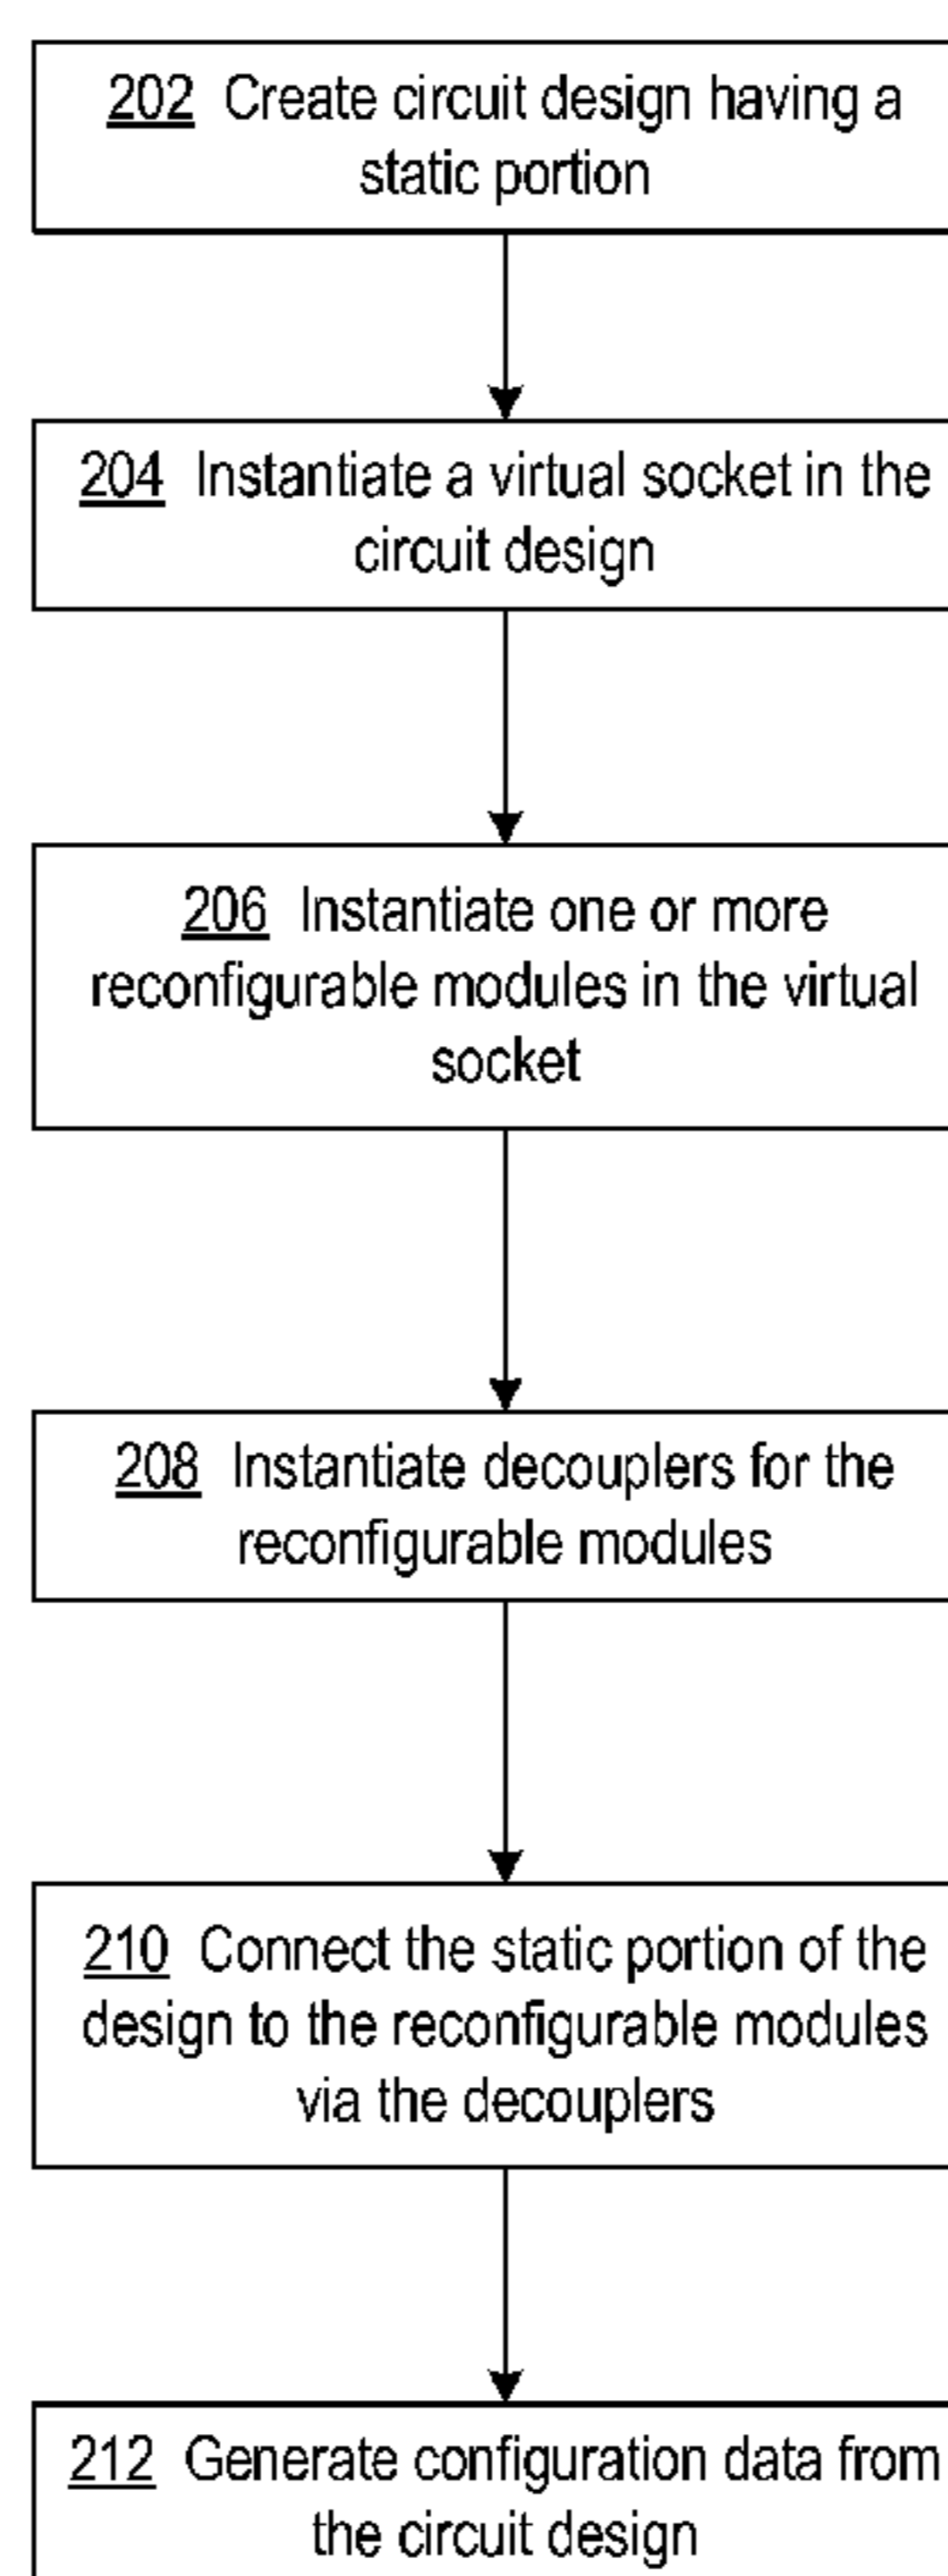 202 Create circuit design having a
static portion
204 Instantiate a virtual socket in the
circuit design
206 Instantiate one or more
reconfigurable modules in the virtual
socket
208 Instantiate decouplers for the
reconfigurable modules
210 Connect the static portion of the
design to the reconfigurable modules
via the decouplers
212 Generate configuration data from
the circuit design